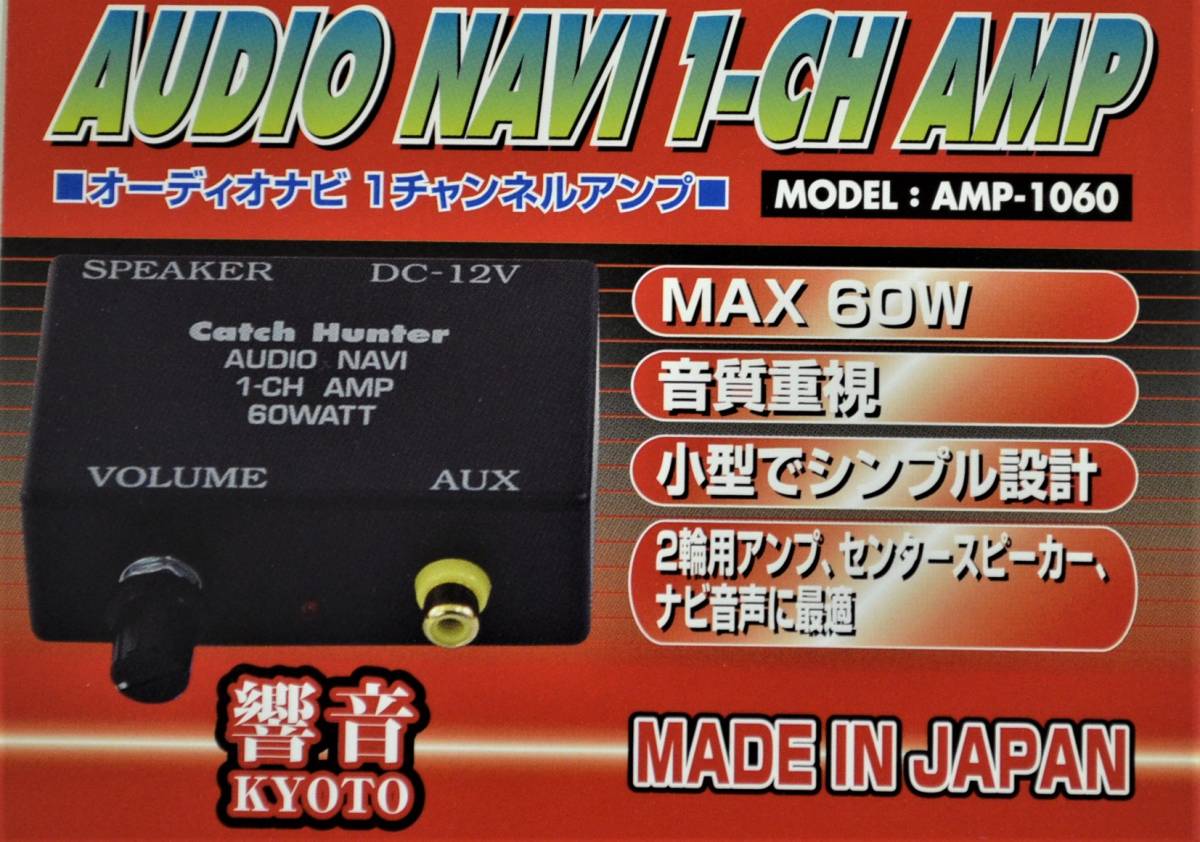 AUDIO NAVI 1-CH AMP
■オーディオナビ 1チャンネルアンプ■
MODEL : AMP-1060
SPEAKER DC-12V
Catch Hunter
AUDIO NAVI
1-CH AMP
60WATT
VOLUME AUX
MAX 60W
音質重視
小型でシンプル設計
2輪用アンプ、センタースピーカー、
ナビ音声に最適
響音
KYOTO
MADE IN JAPAN